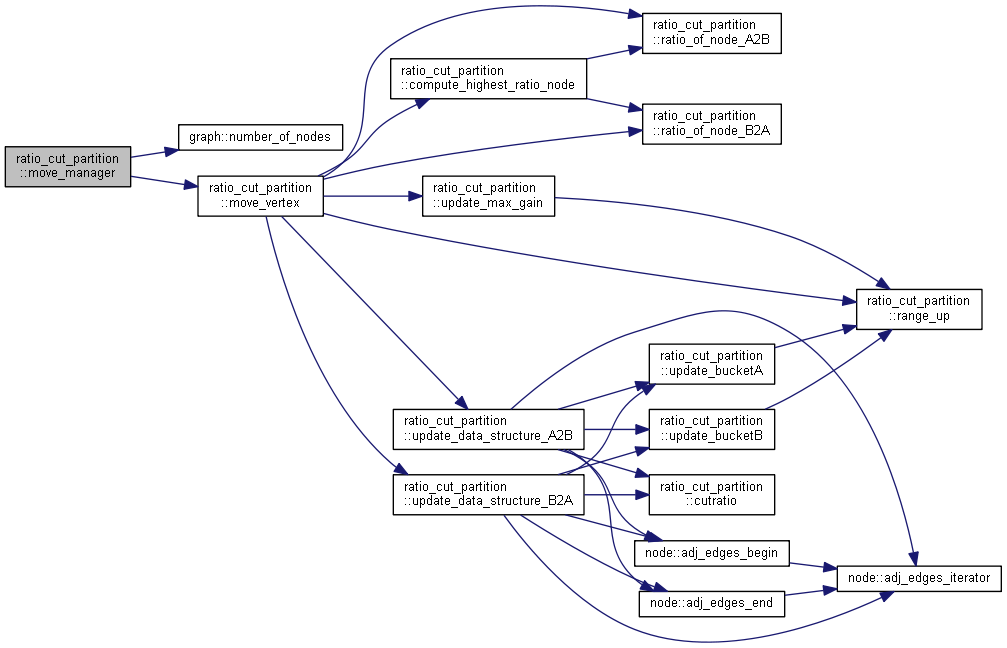 ratio_cut_partition
::ratio_of_node_A2B
ratio_cut_partition
::compute_highest_ratio_node
ratio_cut_partition
::ratio_of_node_B2A
graph::number_of_nodes
ratio_cut_partition
::move_manager
ratio_cut_partition
::move_vertex
ratio_cut_partition
::update_max_gain
ratio_cut_partition
::range_up
ratio_cut_partition
::update_bucketA
ratio_cut_partition
::update_data_structure_A2B
ratio_cut_partition
::update_bucketB
ratio_cut_partition
::update_data_structure_B2A
ratio_cut_partition
::cutratio
node::adj_edges_begin
node::adj_edges_iterator
node::adj_edges_end